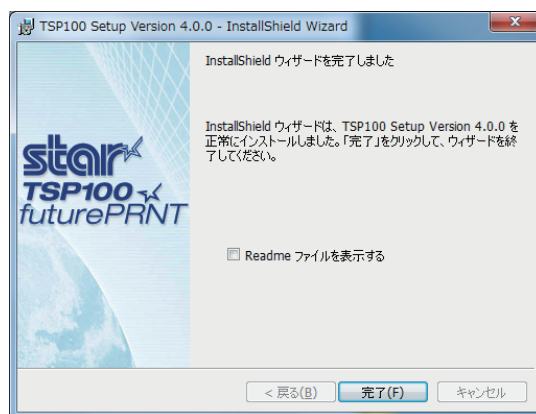 TSP100 Setup Version 4.0.0 - InstallShield Wizard
InstallShield ウィザードを完了しました
InstallShield ウィザードは、TSP100 Setup Version 4.0.0 を
正常にインストールしました。「完了」をクリックして、ウィザードを終
了してください。
star
TSP100
futurePRNT
Readme ファイルを表示する
< 戻る(B)
完了(F)
キャンセル